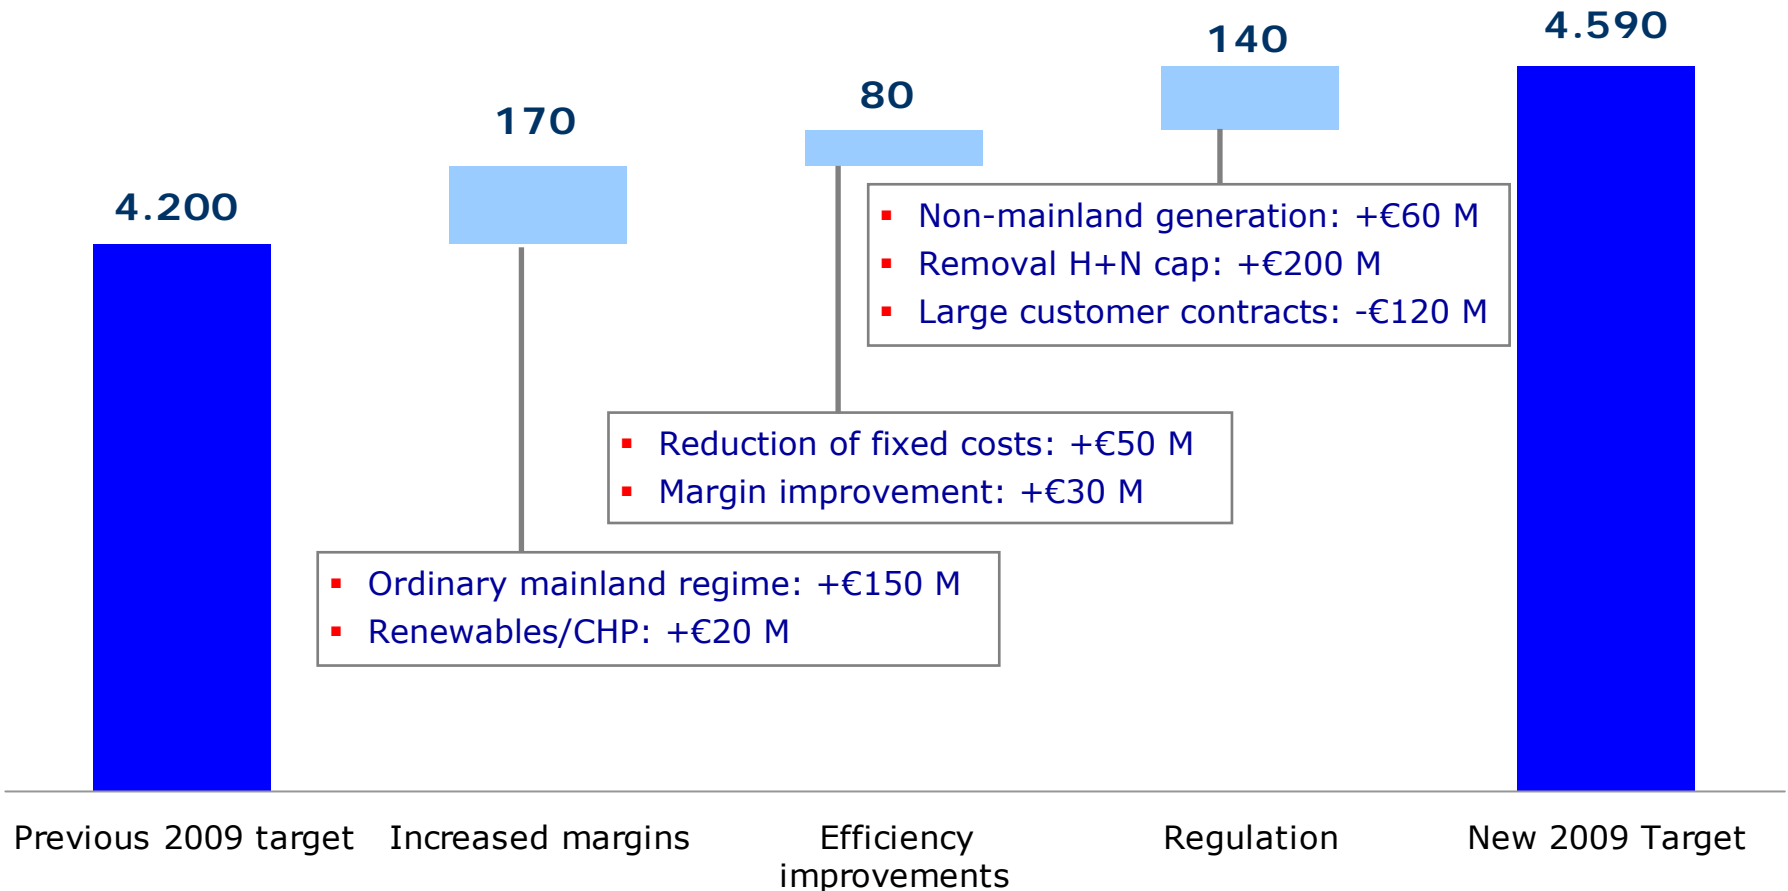 4.200
170
80
140
4.590
▪ Non-mainland generation: +€60 M
▪ Removal H+N cap: +€200 M
▪ Large customer contracts: -€120 M
▪ Reduction of fixed costs: +€50 M
▪ Margin improvement: +€30 M
▪ Ordinary mainland regime: +€150 M
▪ Renewables/CHP: +€20 M
Previous 2009 target
Increased margins
Efficiency
improvements
Regulation
New 2009 Target